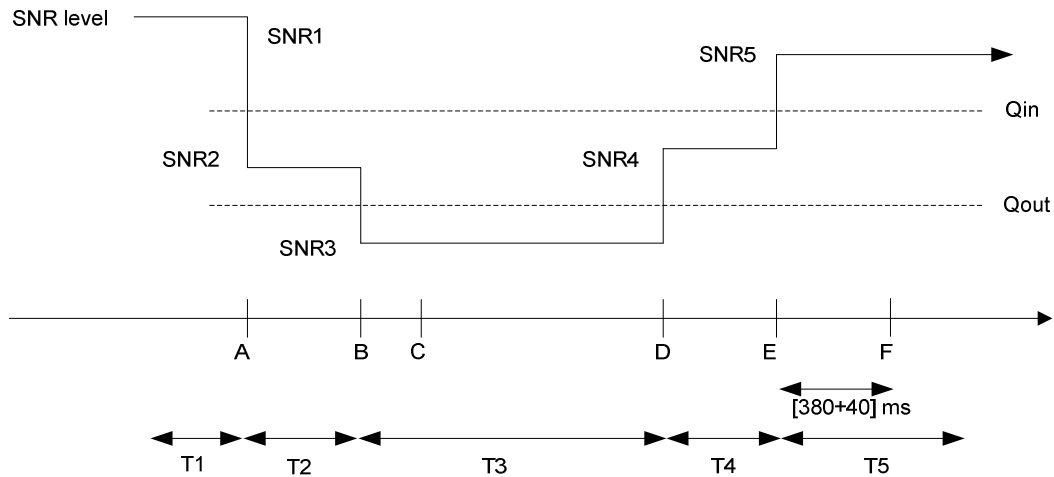 SNR level
SNR1
SNR5
Qin
SNR2
SNR4
Qout
SNR3
A B C D E F
[380+40] ms
T1 T2 T3 T4 T5